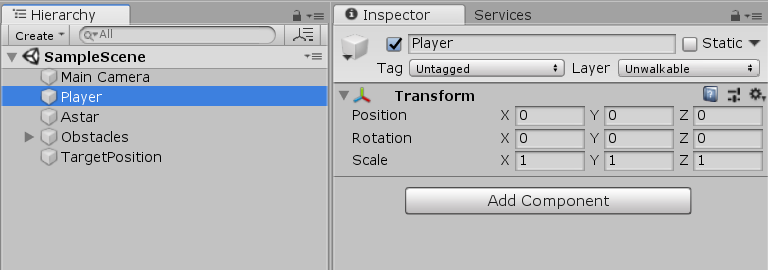 Hierarchy
Create
All
SampleScene
Main Camera
Player
Astar
Obstacles
TargetPosition
Inspector Services
Player Static
Tag Untagged Layer Unwalkable
Transform
Position X 0 Y 0 Z 0
Rotation X 0 Y 0 Z 0
Scale X 1 Y 1 Z 1
Add Component